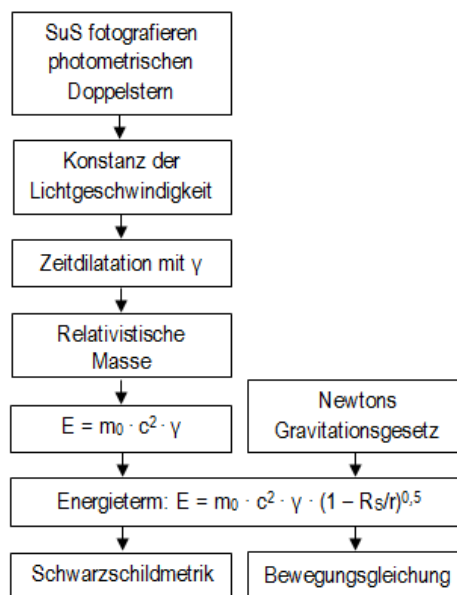 SuS fotografieren
photometrischen
Doppelstern
Konstanz der
Lichtgeschwindigkeit
Zeitdilatation mit γ
Relativistische
Masse
E = m₀ · c² · γ
Newtons
Gravitationsgesetz
Energieterm: E = m₀ · c² · γ · (1 – Rₛ/r)⁰,⁵
Schwarzschildmetrik
Bewegungsgleichung